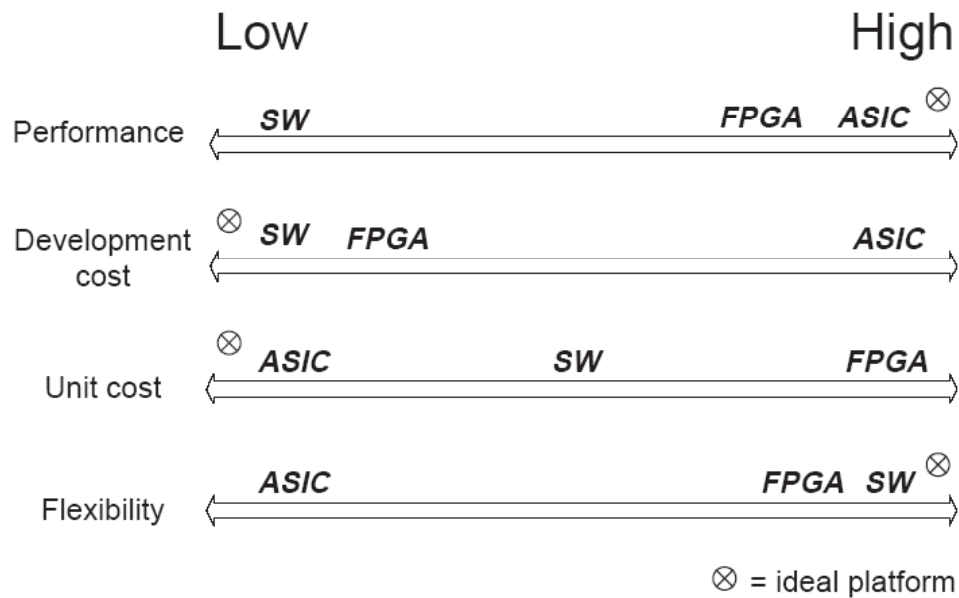 Low High
SW FPGA ASIC ⊗
Performance
⊗ SW FPGA ASIC
Development
cost
⊗ ASIC SW FPGA
Unit cost
ASIC FPGA SW ⊗
Flexibility
⊗ = ideal platform